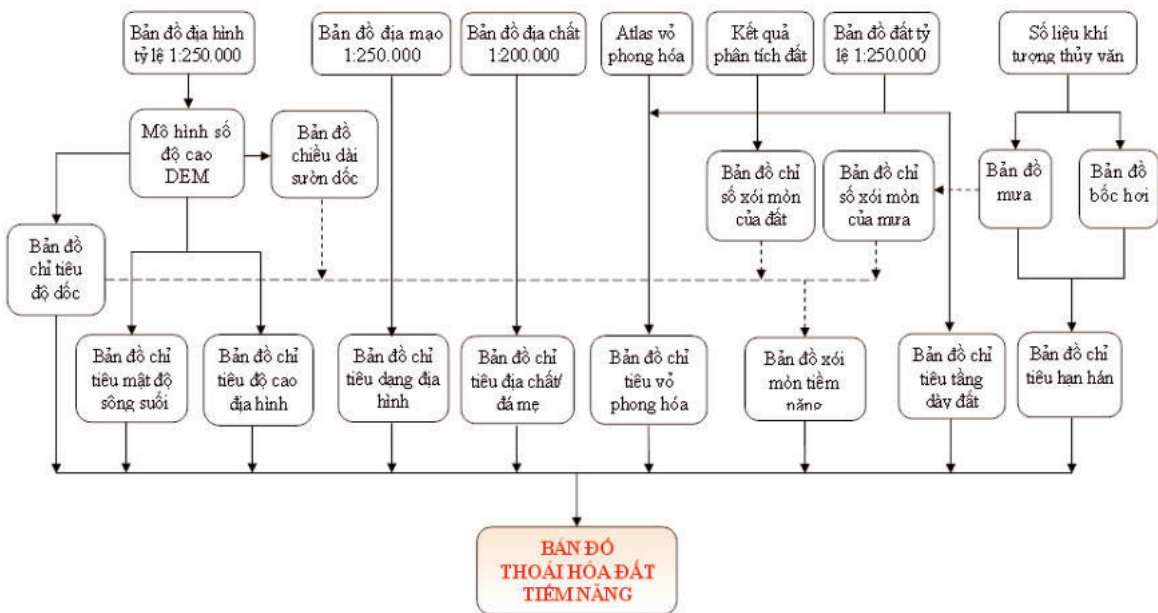 Bản đồ địa hình
tỷ lệ 1:250.000
Bản đồ địa mạo
1:250.000
Bản đồ địa chất
1:200.000
Atlas vỏ
phong hóa
Kết quả
phân tích đất
Bản đồ đất tỷ
lệ 1:250.000
Số liệu khí
tượng thủy văn
Mô hình số
độ cao
DEM
Bản đồ
chiều dài
sườn dốc
Bản đồ chỉ
số xói mòn
của đất
Bản đồ chỉ
số xói mòn
của mưa
Bản đồ
mưa
Bản đồ
bốc hơi
Bản đồ
chỉ tiêu
độ dốc
Bản đồ chỉ
tiêu mật độ
sông suối
Bản đồ chỉ
tiêu độ cao
địa hình
Bản đồ chỉ
tiêu dạng địa
hình
Bản đồ chỉ
tiêu địa chất/
đá mẹ
Bản đồ chỉ
tiêu vỏ
phong hóa
Bản đồ xói
mòn tiềm
năng
Bản đồ chỉ
tiêu tầng
dày đất
Bản đồ chỉ
tiêu hạn hán
BẢN ĐỒ
THOÁI HÓA ĐẤT
TIỀM NĂNG